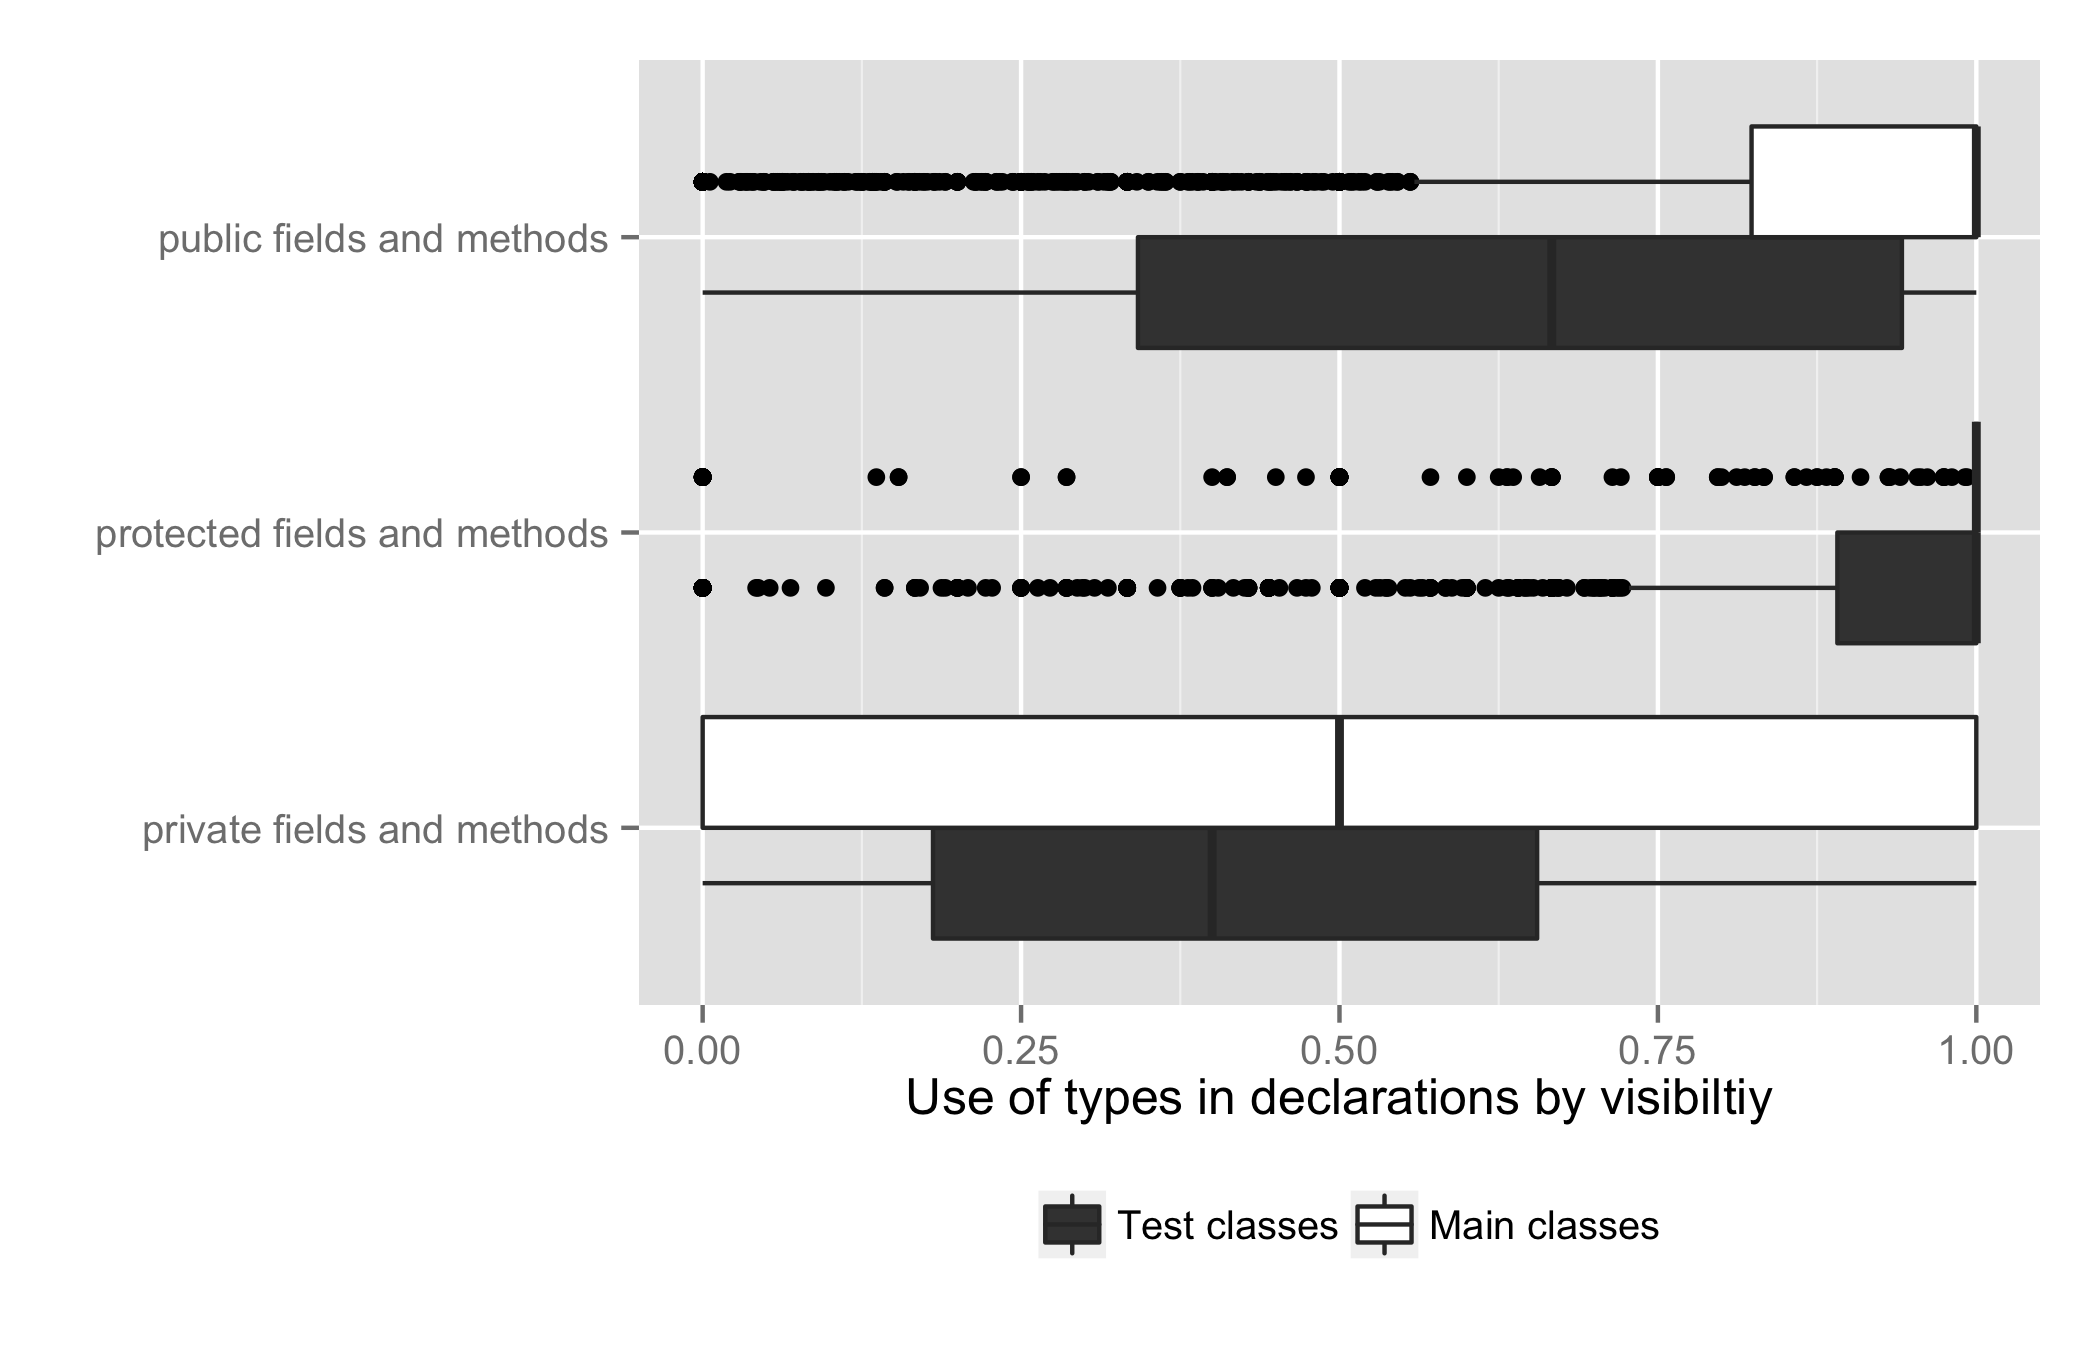 public fields and methods
protected fields and methods
private fields and methods
0.00 0.25 0.50 0.75 1.00
Use of types in declarations by visibiltiy
Test classes Main classes